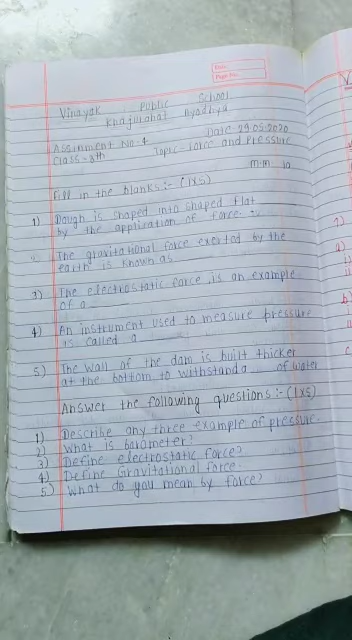 Date
Page No.
Vinayak Public School
Khajurahat Ayodhya
Assignment No-4 Date 29.05.2020
Class-8th Topic-Force and Pressure
M.M 10
Fill in the blanks:- (1x5)
1) Dough is shaped into shaped flat
by the application of force.
2. The gravitational force exerted by the
earth is known as
3) The electrostatic force is an example
of a
4) An instrument used to measure pressure
is called a
5) The wall of the dam is built thicker
at the bottom to withstand a of water
Answer the following questions:- (1x5)
1) Describe any three example of pressure.
2) What is barometer?
3) Define electrostatic force?
4) Define Gravitational force.
5) What do you mean by force?